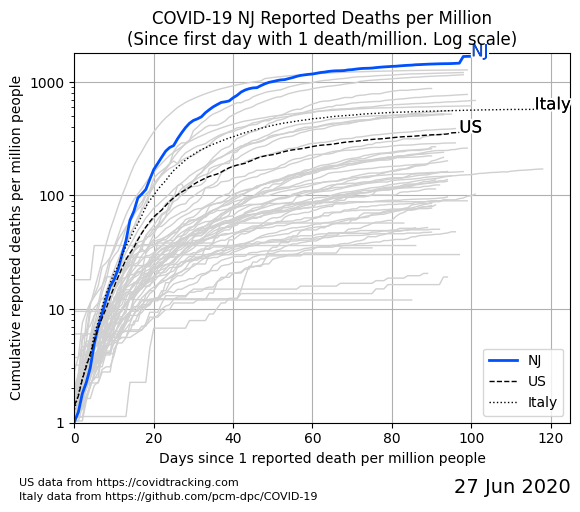 COVID-19 NJ Reported Deaths per Million
(Since first day with 1 death/million. Log scale)
NJ
1000
Italy
US
100
10
1
Cumulative reported deaths per million people
NJ
US
Italy
0 20 40 60 80 100 120
Days since 1 reported death per million people
US data from https://covidtracking.com
Italy data from https://github.com/pcm-dpc/COVID-19
27 Jun 2020